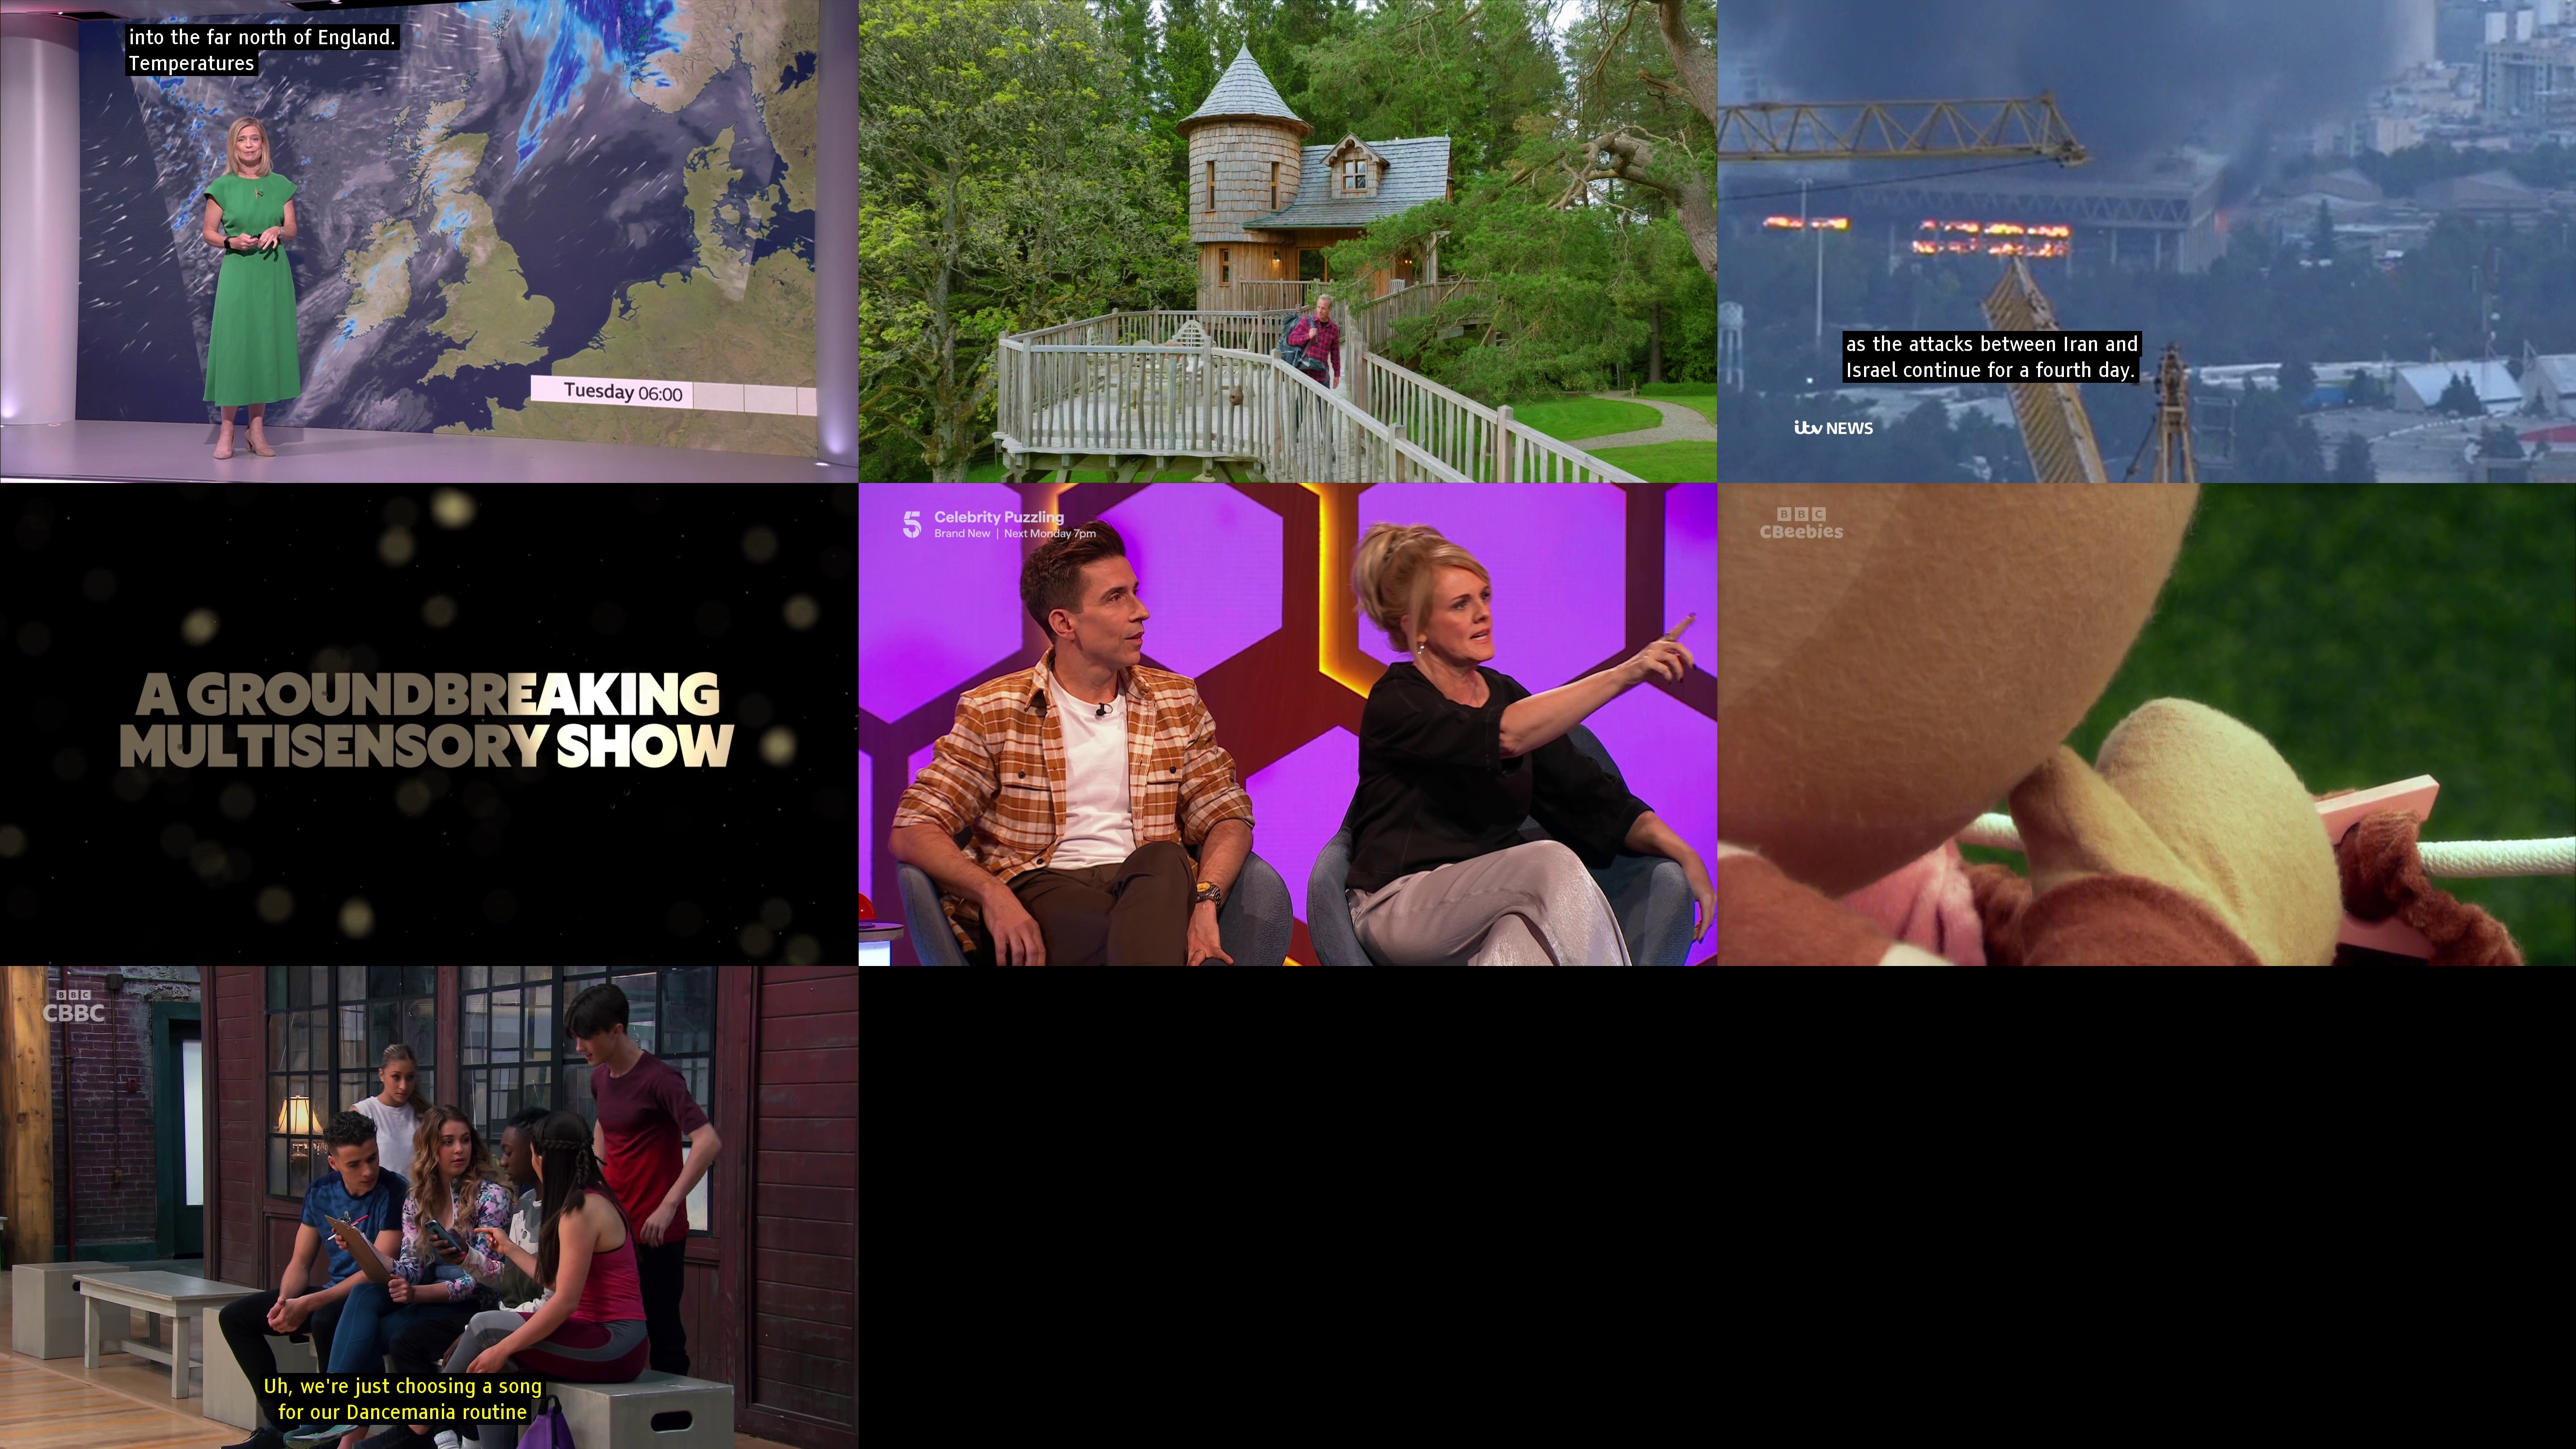 into the far north of England.
Temperatures
Tuesday 06:00
as the attacks between Iran and
Israel continue for a fourth day.
itv NEWS
A GROUNDBREAKING
MULTISENSORY SHOW
5 Celebrity Puzzling
Brand New | Next Monday 7pm
BBC
CBeebies
BBC
CBBC
Uh, we're just choosing a song
for our Dancemania routine